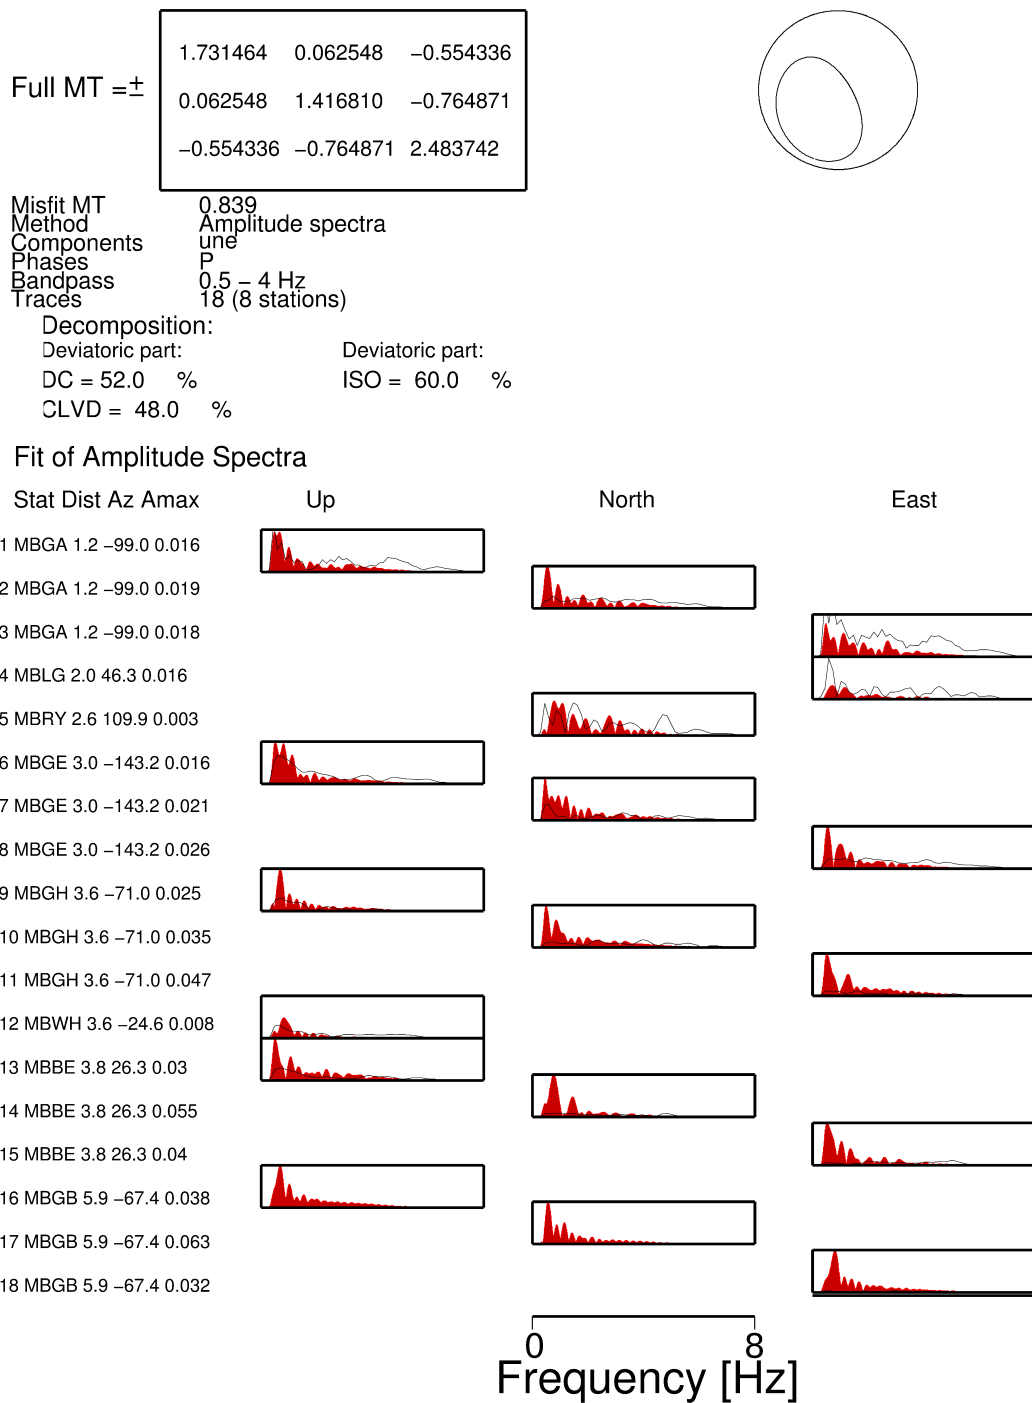 1.731464 0.062548 −0.554336
Full MT =±
0.062548 1.416810 −0.764871
−0.554336 −0.764871 2.483742
Misfit MT 0.839
Method Amplitude spectra
Components une
Phases P
Bandpass 0.5 − 4 Hz
Traces 18 (8 stations)
Decomposition:
Deviatoric part: Deviatoric part:
DC = 52.0 % ISO = 60.0 %
CLVD = 48.0 %
Fit of Amplitude Spectra
Stat Dist Az Amax Up North East
1 MBGA 1.2 −99.0 0.016
2 MBGA 1.2 −99.0 0.019
3 MBGA 1.2 −99.0 0.018
4 MBLG 2.0 46.3 0.016
5 MBRY 2.6 109.9 0.003
6 MBGE 3.0 −143.2 0.016
7 MBGE 3.0 −143.2 0.021
8 MBGE 3.0 −143.2 0.026
9 MBGH 3.6 −71.0 0.025
10 MBGH 3.6 −71.0 0.035
11 MBGH 3.6 −71.0 0.047
12 MBWH 3.6 −24.6 0.008
13 MBBE 3.8 26.3 0.03
14 MBBE 3.8 26.3 0.055
15 MBBE 3.8 26.3 0.04
16 MBGB 5.9 −67.4 0.038
17 MBGB 5.9 −67.4 0.063
18 MBGB 5.9 −67.4 0.032
0 8
Frequency [Hz]